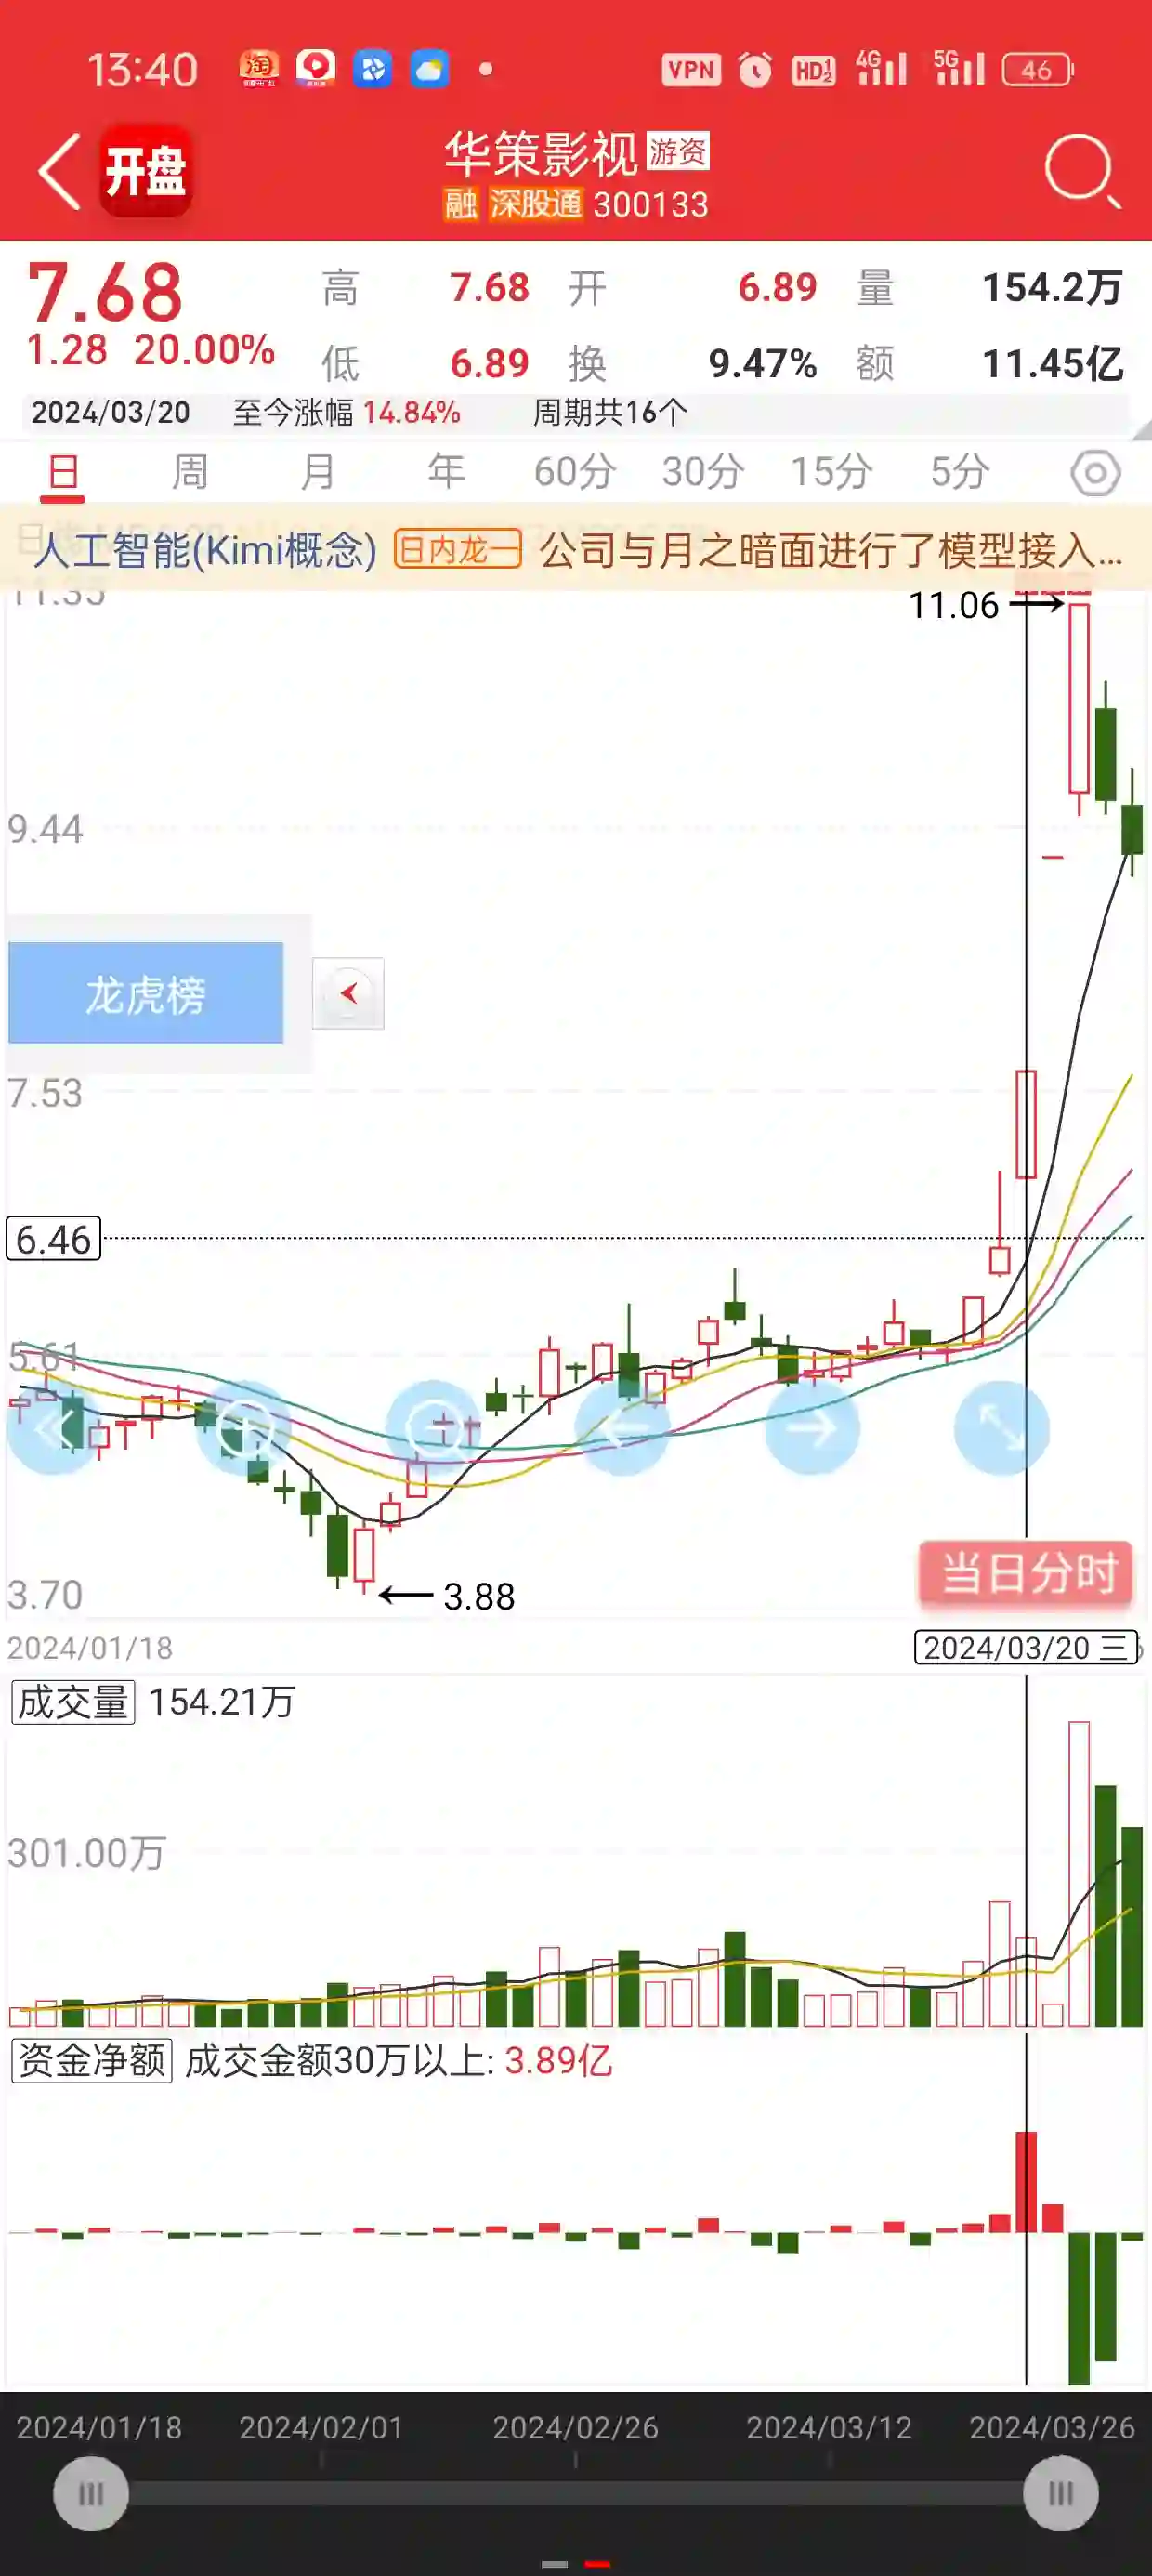 13:40 淘 VPN HD 1 2 4G 5G 46
开盘 华策影视 游资
融 深股通 300133
7.68 高 7.68 开 6.89 量 154.2万
1.28 20.00% 低 6.89 换 9.47% 额 11.45亿
2024/03/20 至今涨幅 14.84% 周期共16个
日 周 月 年 60分 30分 15分 5分
人工智能(Kimi概念) 日内龙一 公司与月之暗面进行了模型接入...
11.35
11.06
9.44
龙虎榜
7.53
6.46
5.61
3.70
3.88
当日分时
2024/01/18 2024/03/20 三
成交量 154.21万
301.00万
资金净额 成交金额30万以上: 3.89亿
2024/01/18 2024/02/01 2024/02/26 2024/03/12 2024/03/26